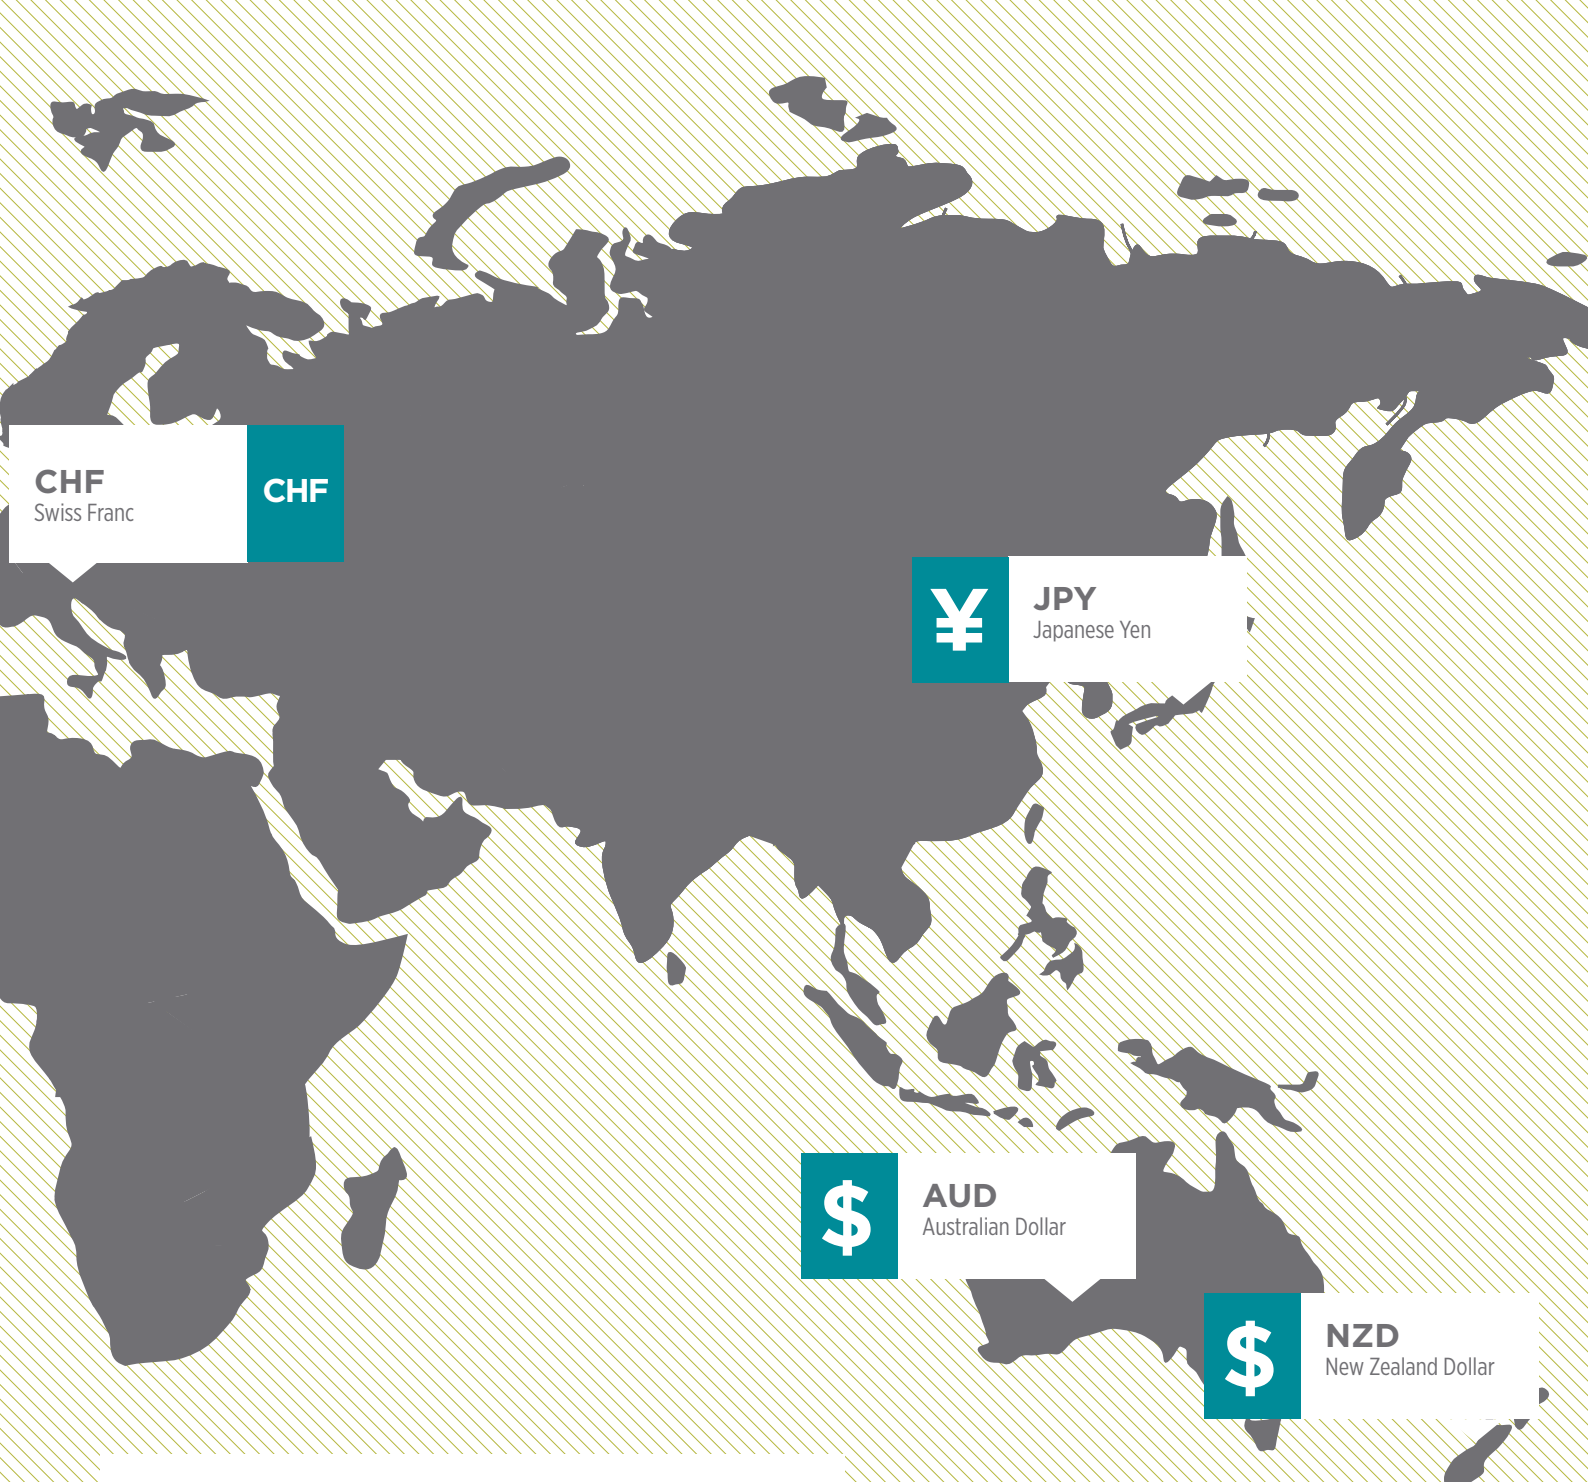 CHF
Swiss Franc
CHF
¥
JPY
Japanese Yen
$
AUD
Australian Dollar
$
NZD
New Zealand Dollar